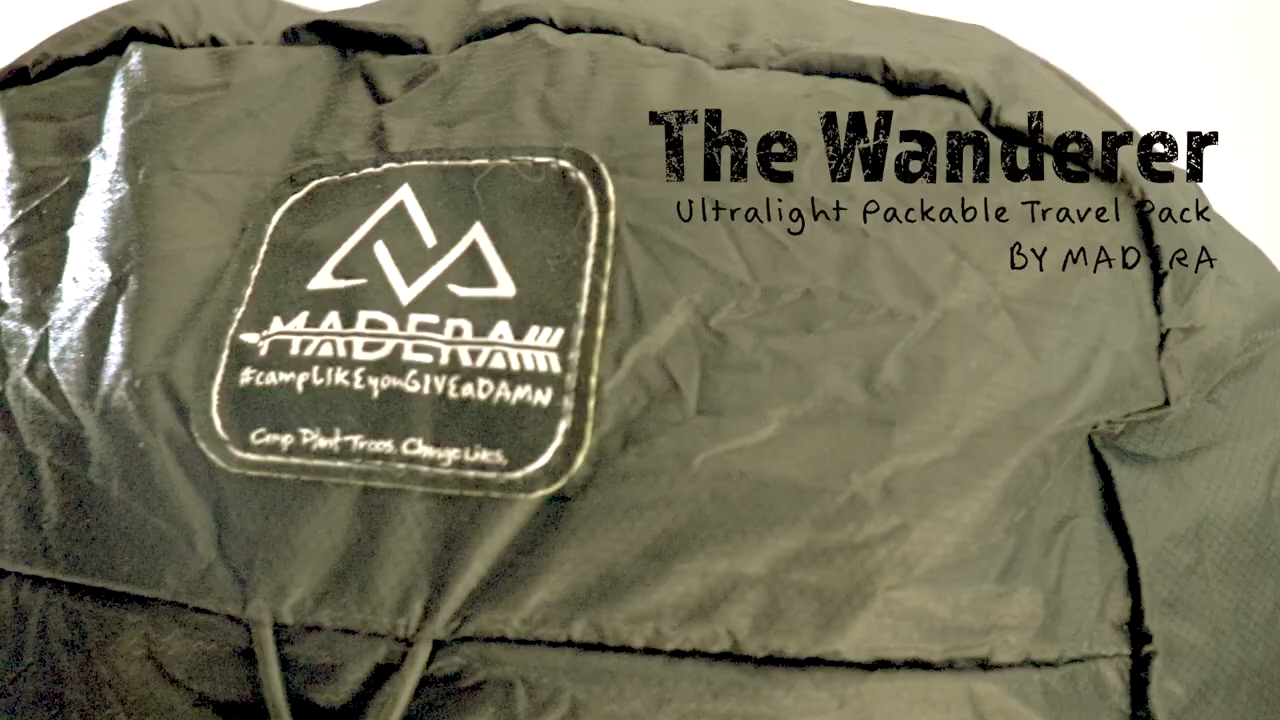 The Wanderer
Ultralight Packable Travel Pack
BY MADERA
MADERA
#campLIKEyouGIVEaDAMN
Camp. Plant Trees. Change Lives.